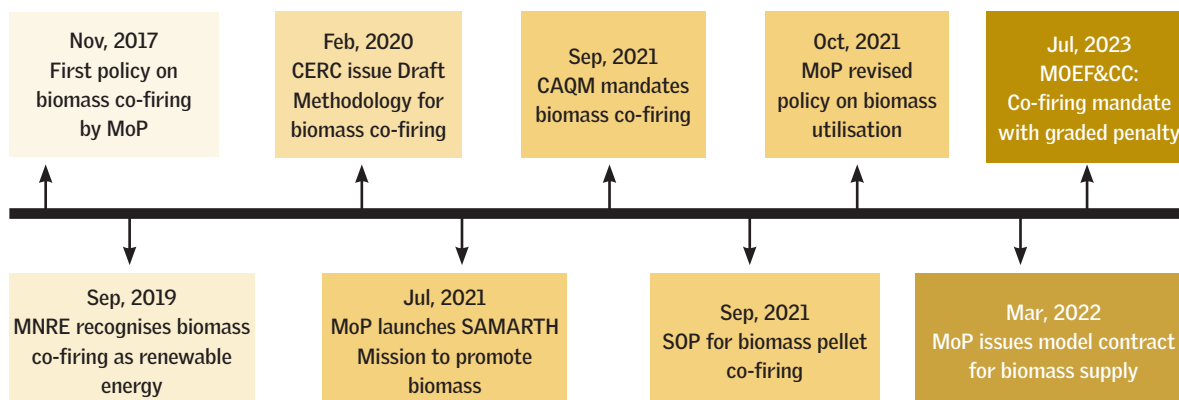 Nov, 2017
First policy on
biomass co-firing
by MoP
Feb, 2020
CERC issue Draft
Methodology for
biomass co-firing
Sep, 2021
CAQM mandates
biomass co-firing
Oct, 2021
MoP revised
policy on biomass
utilisation
Jul, 2023
MOEF&CC:
Co-firing mandate
with graded penalty
Sep, 2019
MNRE recognises biomass
co-firing as renewable
energy
Jul, 2021
MoP launches SAMARTH
Mission to promote
biomass
Sep, 2021
SOP for biomass pellet
co-firing
Mar, 2022
MoP issues model contract
for biomass supply